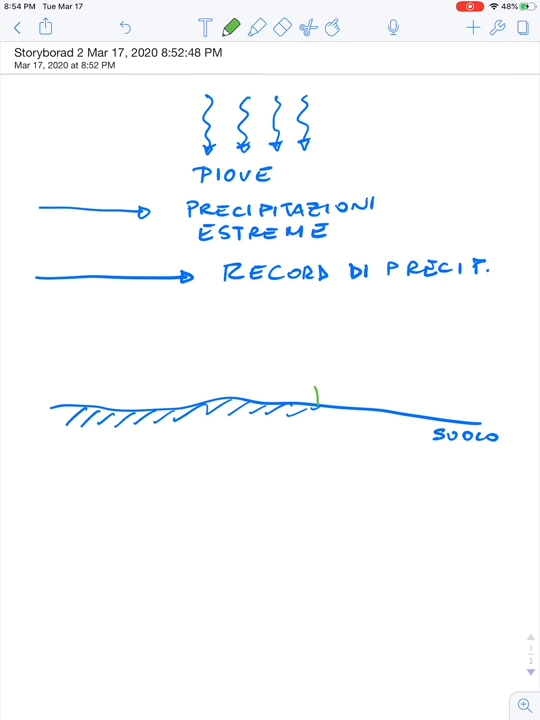 8:54 PM Tue Mar 17 48%
T
Storyborad 2 Mar 17, 2020 8:52:48 PM
Mar 17, 2020 at 8:52 PM
PIOVE
PRECIPITAZIONI
ESTREME
RECORD DI PRECIP.
SUOLO
1
2